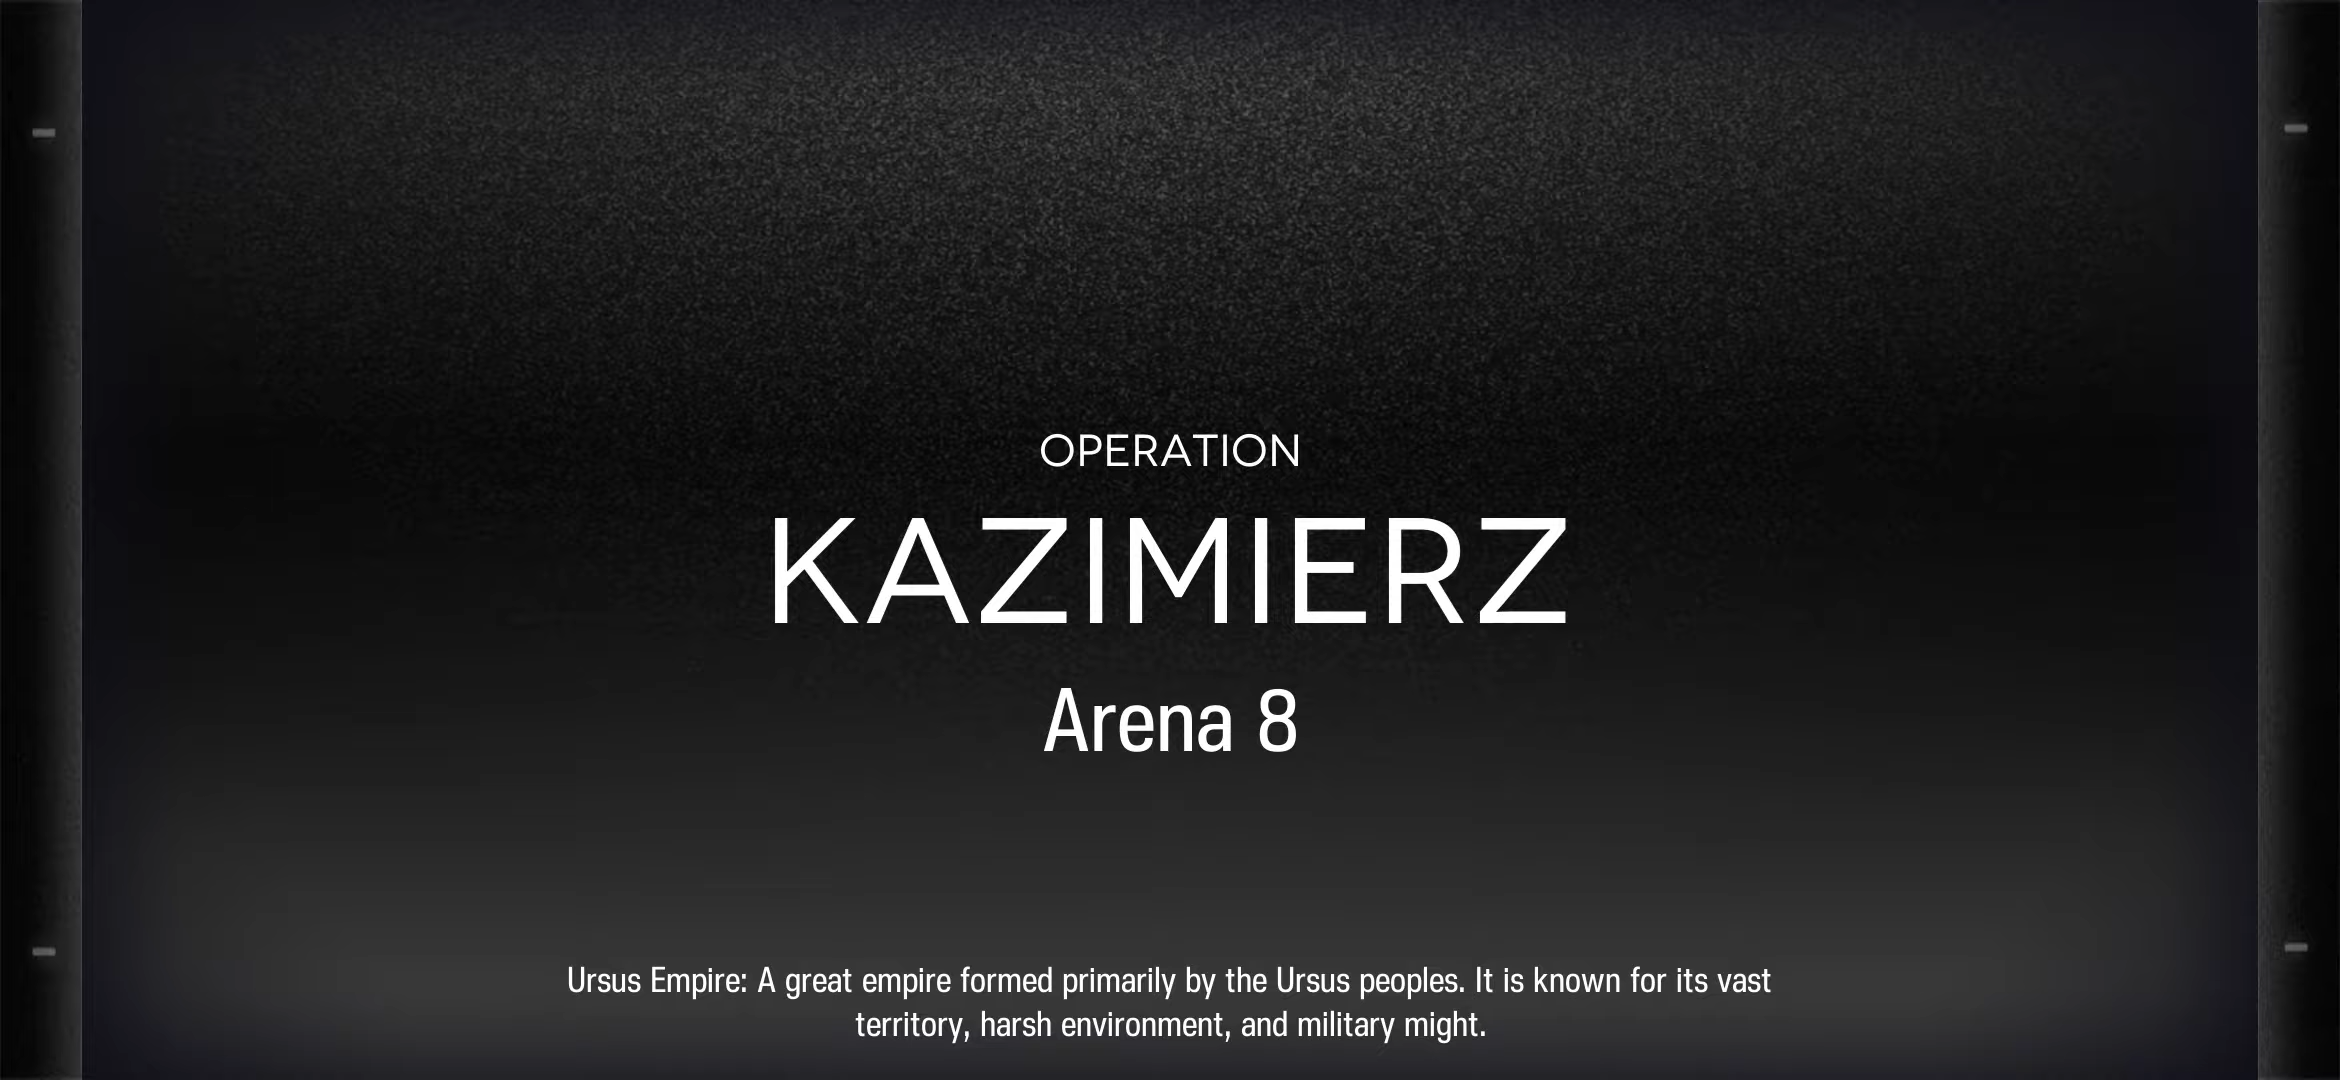 OPERATION
KAZIMIERZ
Arena 8
Ursus Empire: A great empire formed primarily by the Ursus peoples. It is known for its vast
territory, harsh environment, and military might.